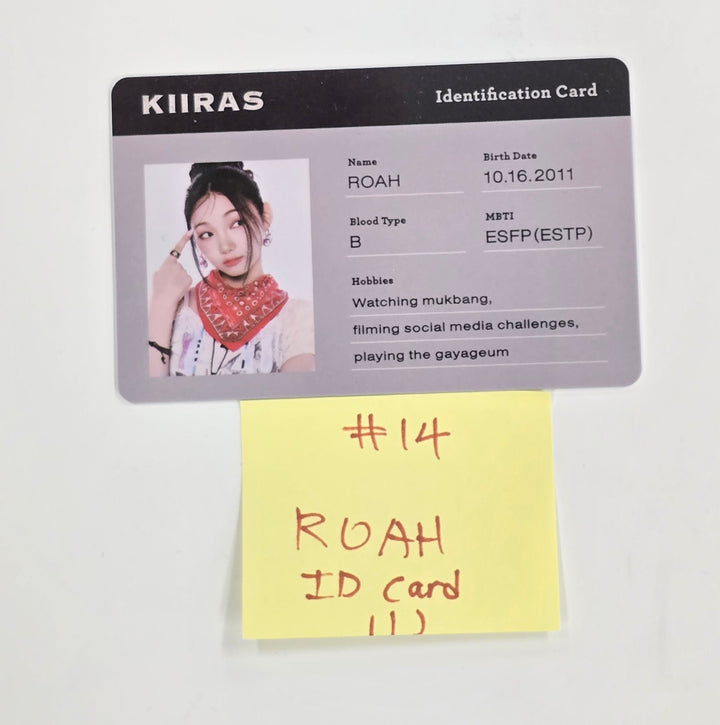 KIIRAS
Identification Card
Name
ROAH
Birth Date
10.16.2011
Blood Type
B
MBTI
ESFP(ESTP)
Hobbies
Watching mukbang,
filming social media challenges,
playing the gayageum
#14
ROAH
ID Card